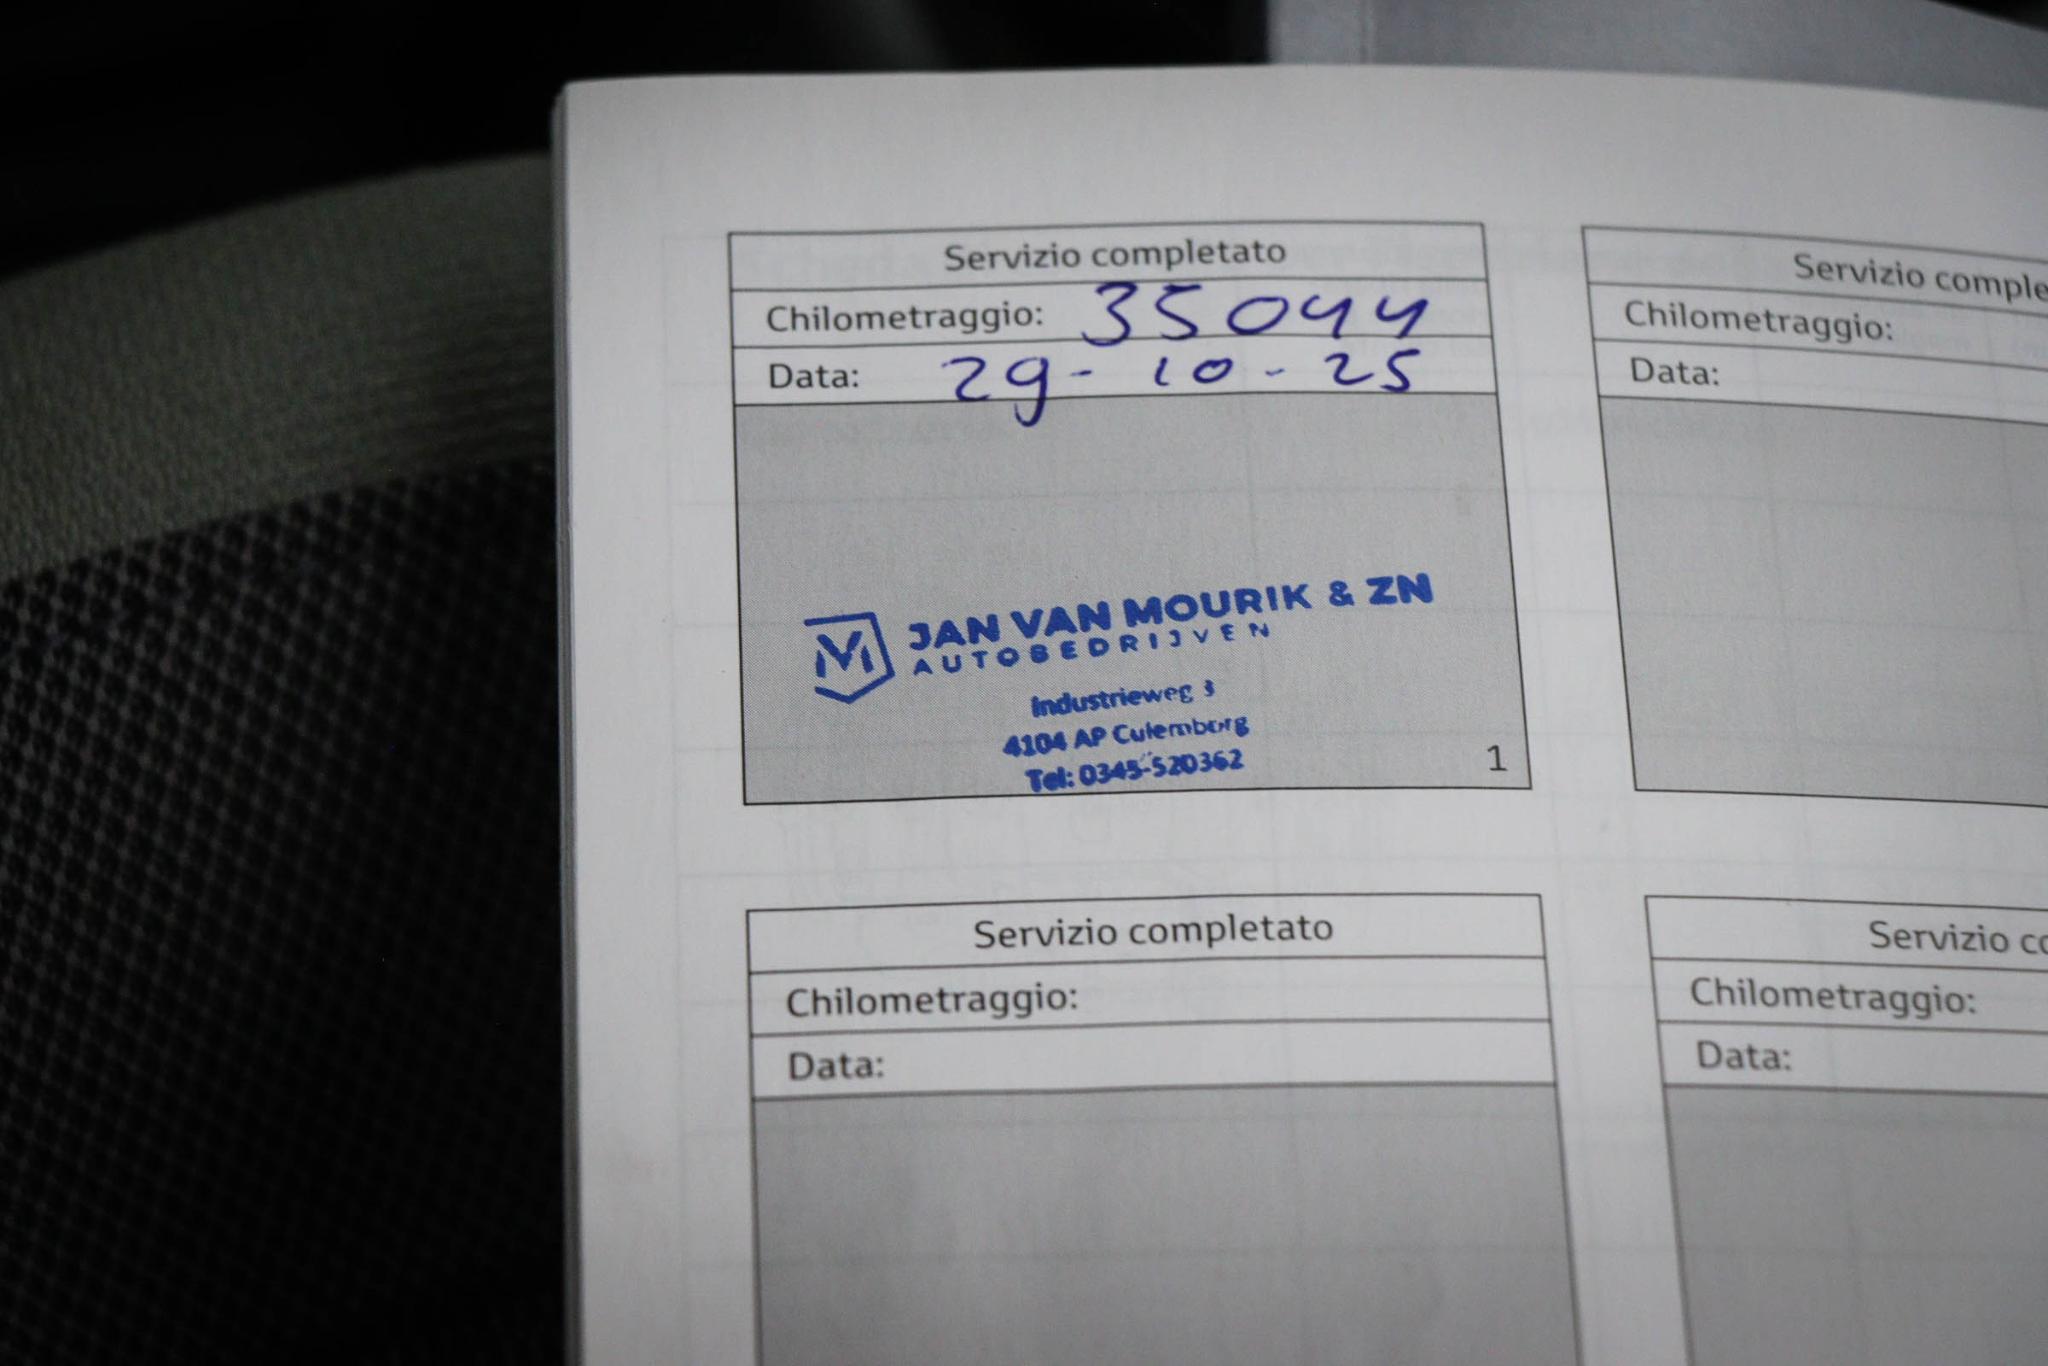 Servizio completato
Chilometraggio: 35044
Data: 29-10-25
JAN VAN MOURIK & ZN
AUTOBEDRIJVEN
Industrieweg 3
4104 AP Culemborg
Tel: 0345-520362
1
Servizio comple
Chilometraggio:
Data:
Servizio completato
Chilometraggio:
Data:
Servizio co
Chilometraggio:
Data: